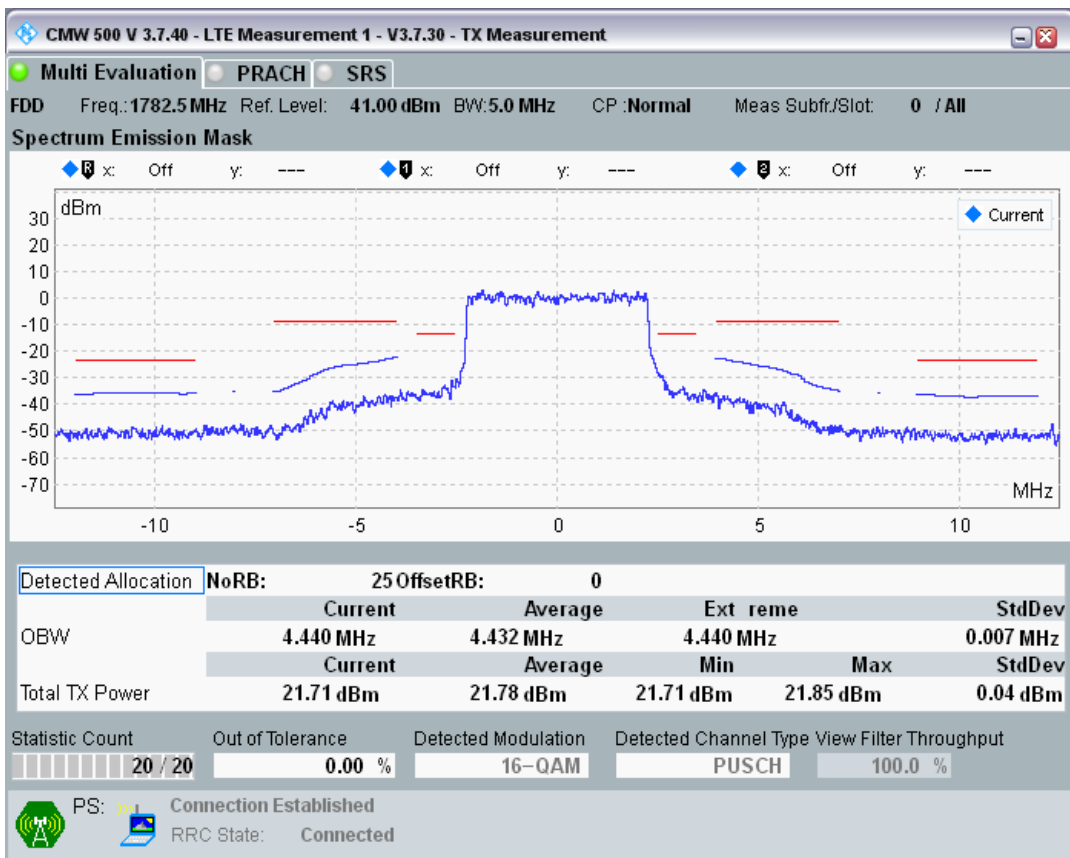 CMW 500 V 3.7.40 - LTE Measurement 1 - V3.7.30 - TX Measurement
Multi Evaluation PRACH SRS
FDD Freq.: 1782.5 MHz Ref. Level: 41.00 dBm BW: 5.0 MHz CP : Normal Meas Subfr./Slot: 0 / All
Spectrum Emission Mask
R x: Off y: --- 1 x: Off y: --- 2 x: Off y: ---
dBm
Current
30
20
10
0
-10
-20
-30
-40
-50
-60
-70
MHz
-10 -5 0 5 10
Detected Allocation NoRB: 25 OffsetRB: 0
Current Average Ext reme StdDev
OBW 4.440 MHz 4.432 MHz 4.440 MHz 0.007 MHz
Current Average Min Max StdDev
Total TX Power 21.71 dBm 21.78 dBm 21.71 dBm 21.85 dBm 0.04 dBm
Statistic Count Out of Tolerance Detected Modulation Detected Channel Type View Filter Throughput
20 / 20 0.00 % 16-QAM PUSCH 100.0 %
PS: Connection Established
RRC State: Connected